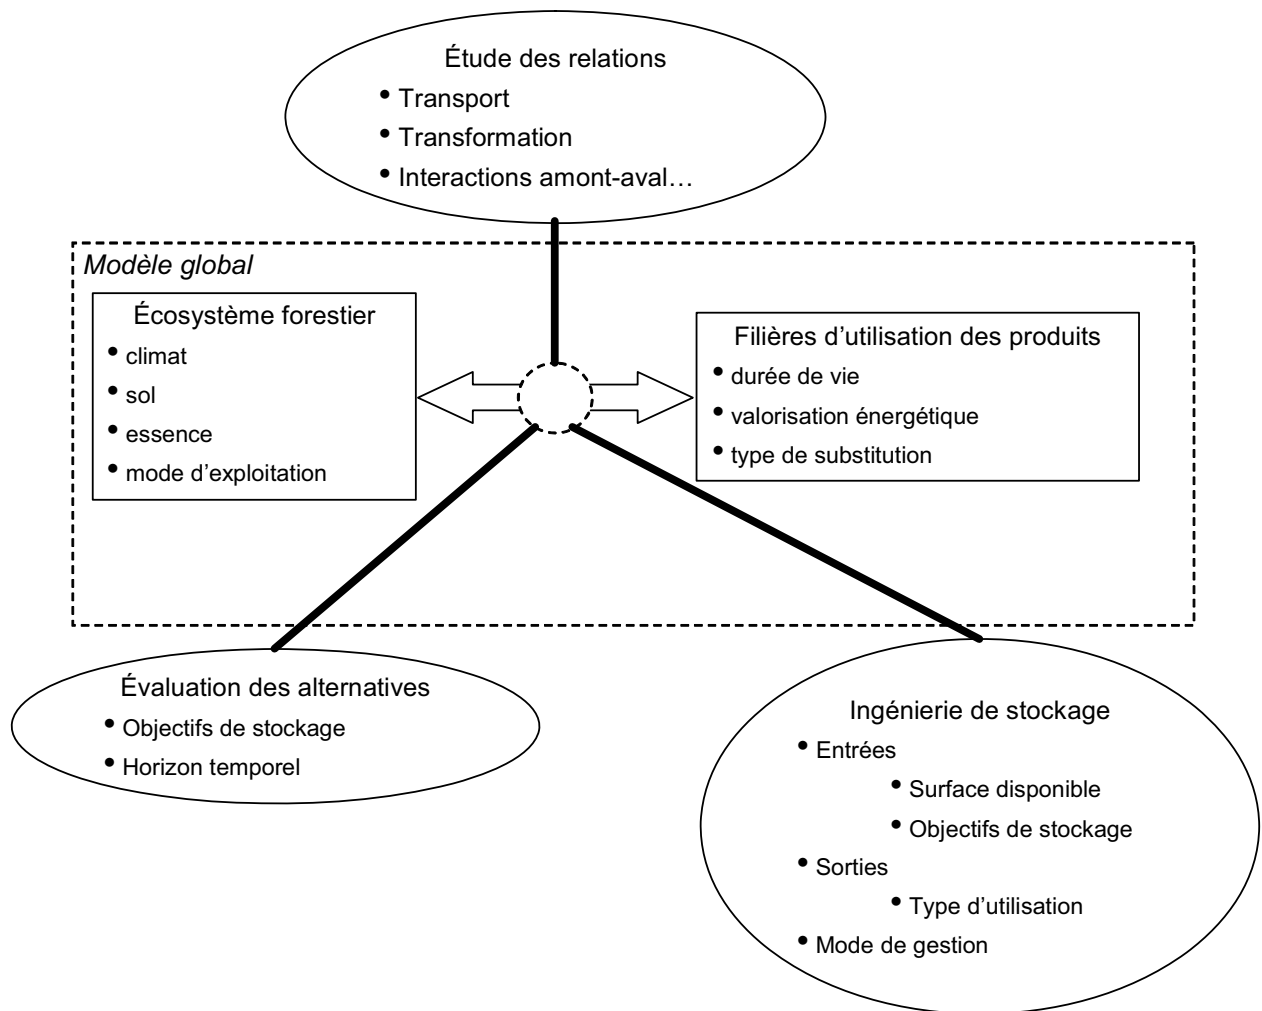 Étude des relations
• Transport
• Transformation
• Interactions amont-aval…
Modèle global
Écosystème forestier
• climat
• sol
• essence
• mode d’exploitation
Filières d’utilisation des produits
• durée de vie
• valorisation énergétique
• type de substitution
Évaluation des alternatives
• Objectifs de stockage
• Horizon temporel
Ingénierie de stockage
• Entrées
• Surface disponible
• Objectifs de stockage
• Sorties
• Type d’utilisation
• Mode de gestion